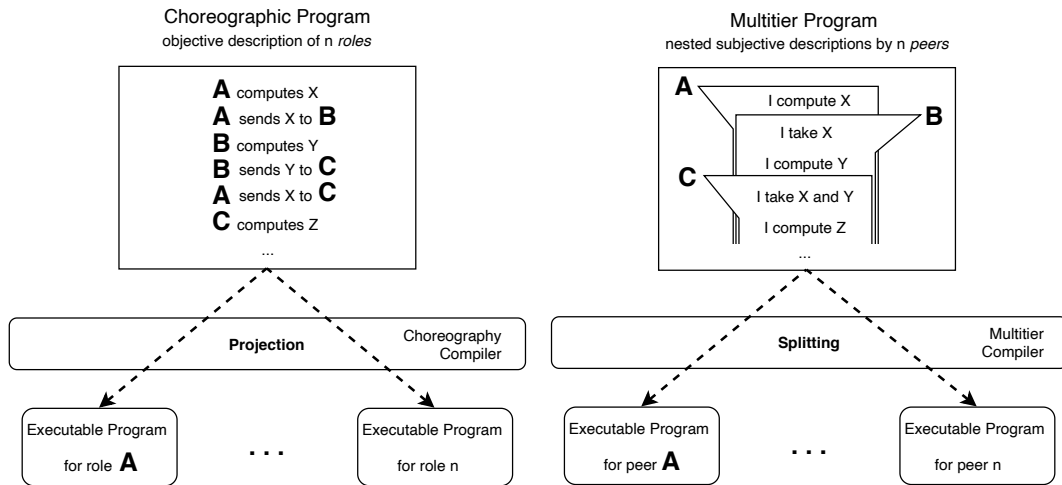 Choreographic Program
objective description of n roles
A computes X
A sends X to B
B computes Y
B sends Y to C
A sends X to C
C computes Z
...
Projection
Choreography
Compiler
Executable Program
for role A
...
Executable Program
for role n
Multitier Program
nested subjective descriptions by n peers
A
I compute X
B
I take X
I compute Y
C
I take X and Y
I compute Z
...
Splitting
Multitier
Compiler
Executable Program
for peer A
...
Executable Program
for peer n